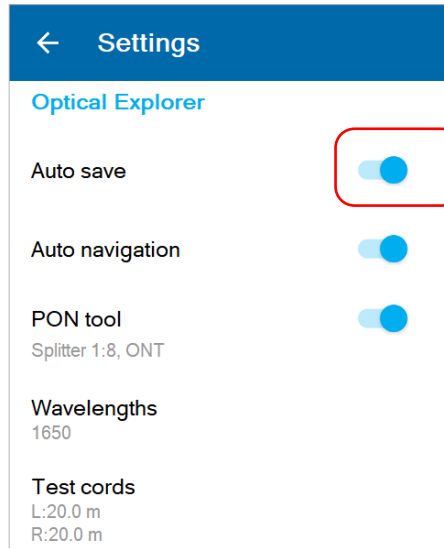 Settings
Optical Explorer
Auto save
Auto navigation
PON tool
Splitter 1:8, ONT
Wavelengths
1650
Test cords
L:20.0 m
R:20.0 m